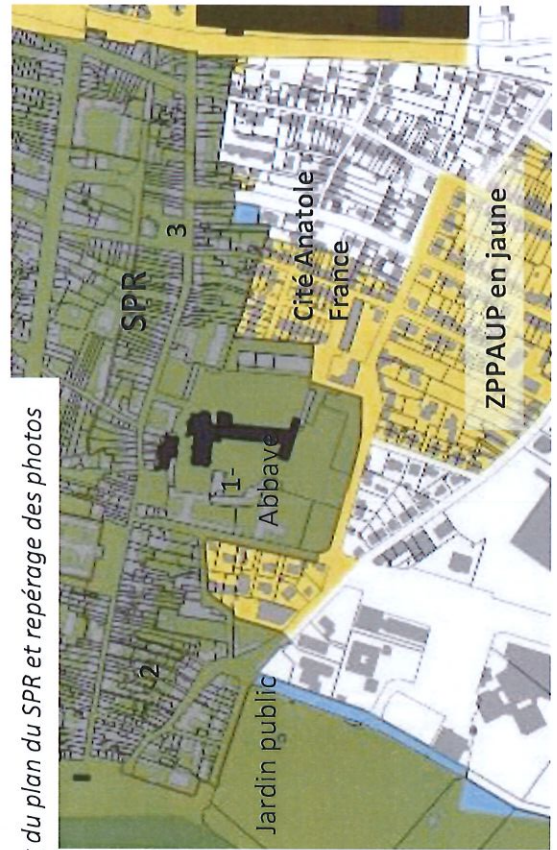 du plan du SPR et repérage des photos
SPR
3
2
1-
Abbaye
Cité Anatole
France
Jardin public
ZPPAUP en jaune